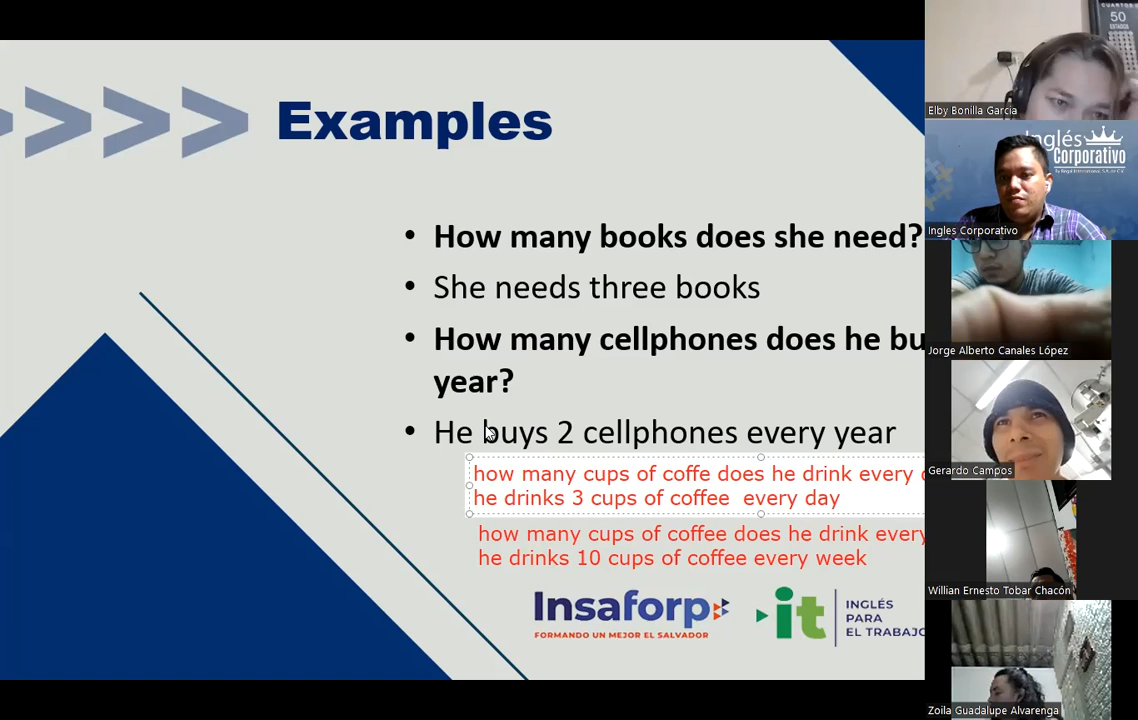 Examples
How many books does she need?
She needs three books
How many cellphones does he bu
year?
He buys 2 cellphones every year
how many cups of coffe does he drink every
he drinks 3 cups of coffee every day
how many cups of coffee does he drink every
he drinks 10 cups of coffee every week
Insaforp
FORMANDO UN MEJOR EL SALVADOR
it
INGLÉS
PARA
EL TRABAJO
CUARTOS
50
ESTADOS
Elby Bonilla Garcia
Inglés
Corporativo
Ingles Corporativo
Jorge Alberto Canales López
Gerardo Campos
Willian Ernesto Tobar Chacón
Zoila Guadalupe Alvarenga